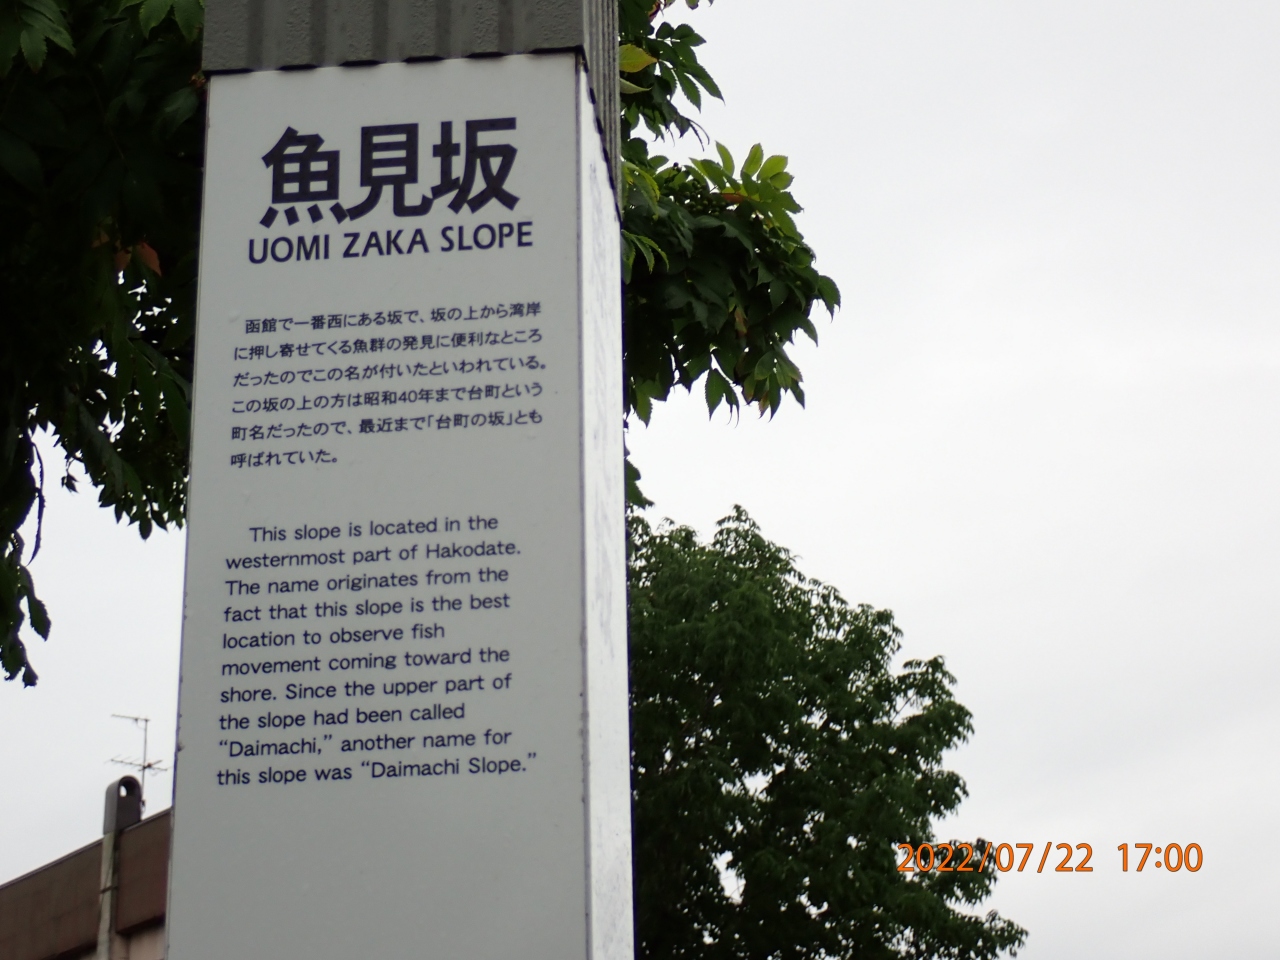 魚見坂
UOMI ZAKA SLOPE
函館で一番西にある坂で、坂の上から湾岸
に押し寄せてくる魚群の発見に便利なところ
だったのでこの名が付いたといわれている。
この坂の上の方は昭和40年まで台町という
町名だったので、最近まで「台町の坂」とも
呼ばれていた。
This slope is located in the
westernmost part of Hakodate.
The name originates from the
fact that this slope is the best
location to observe fish
movement coming toward the
shore. Since the upper part of
the slope had been called
“Daimachi,” another name for
this slope was “Daimachi Slope.”
2022/07/22 17:00